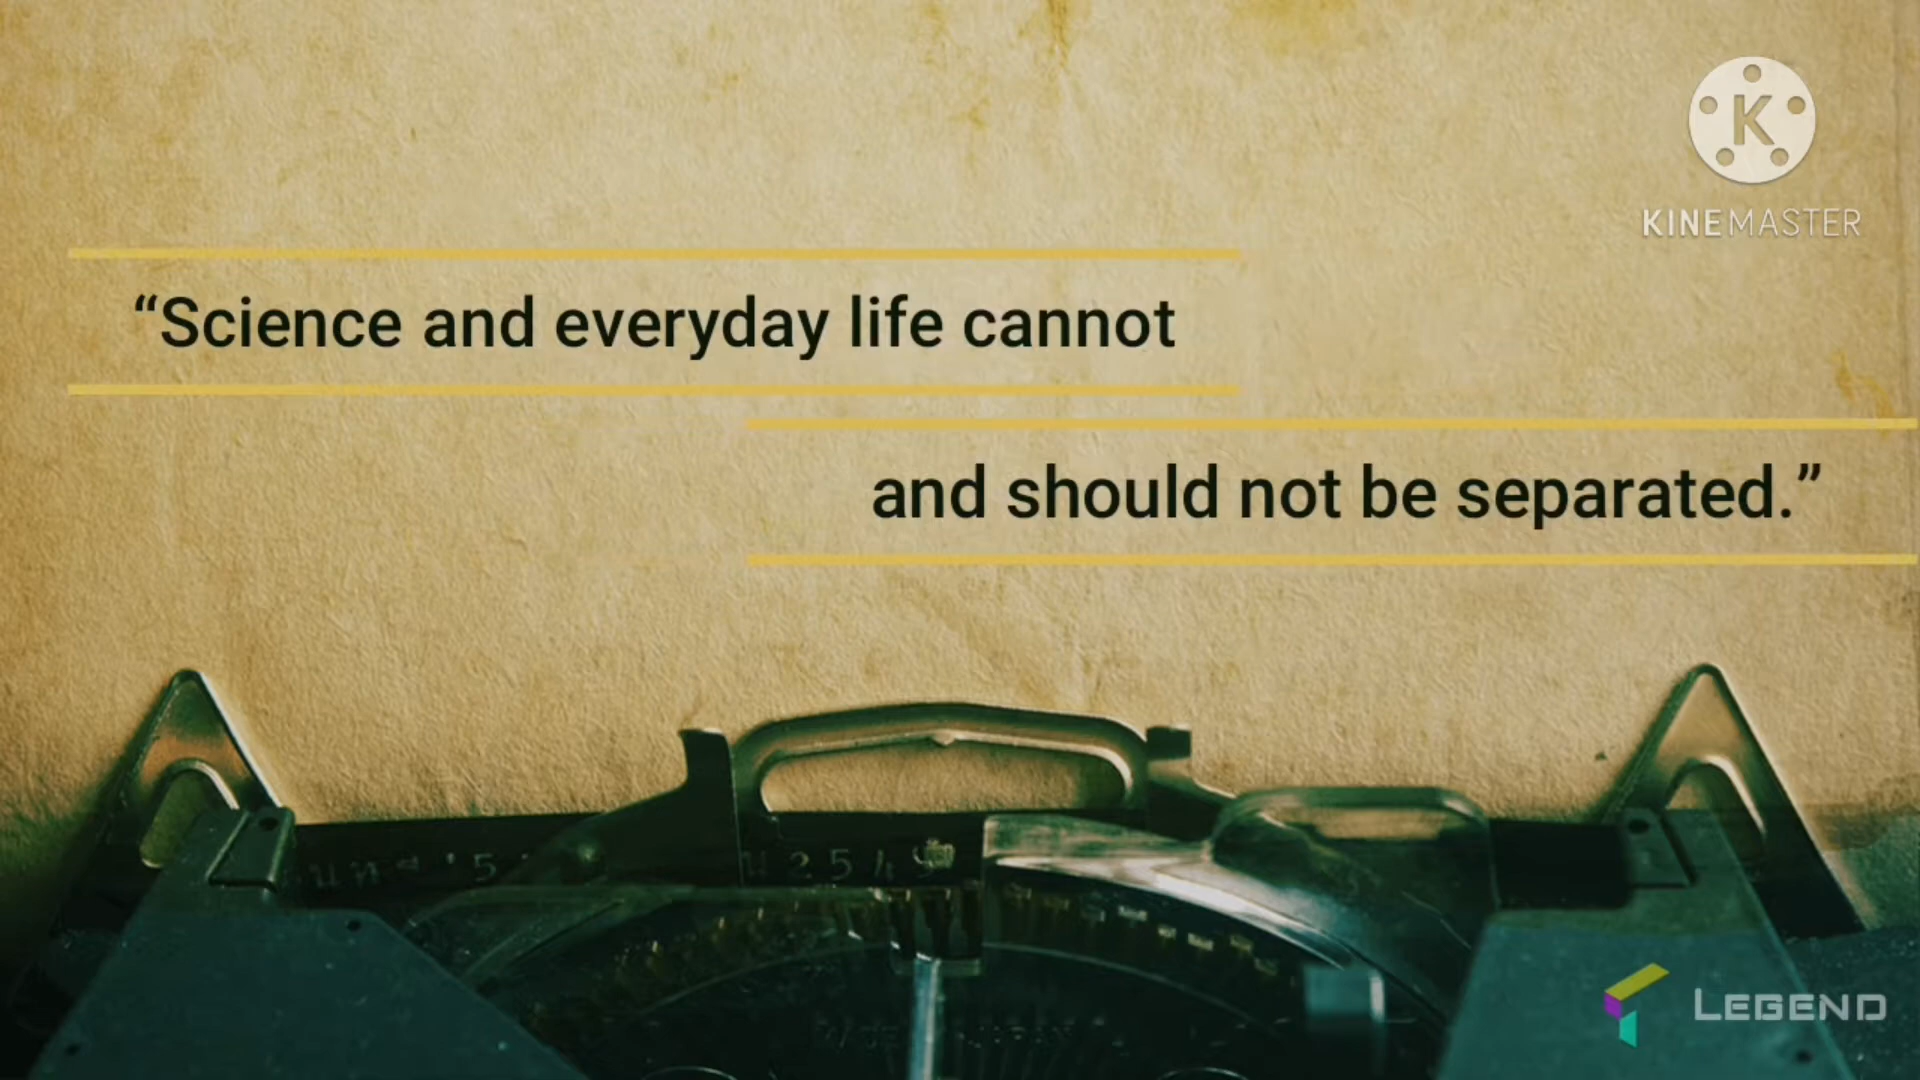 K
KINEMASTER
“Science and everyday life cannot
and should not be separated.”
LEGEND